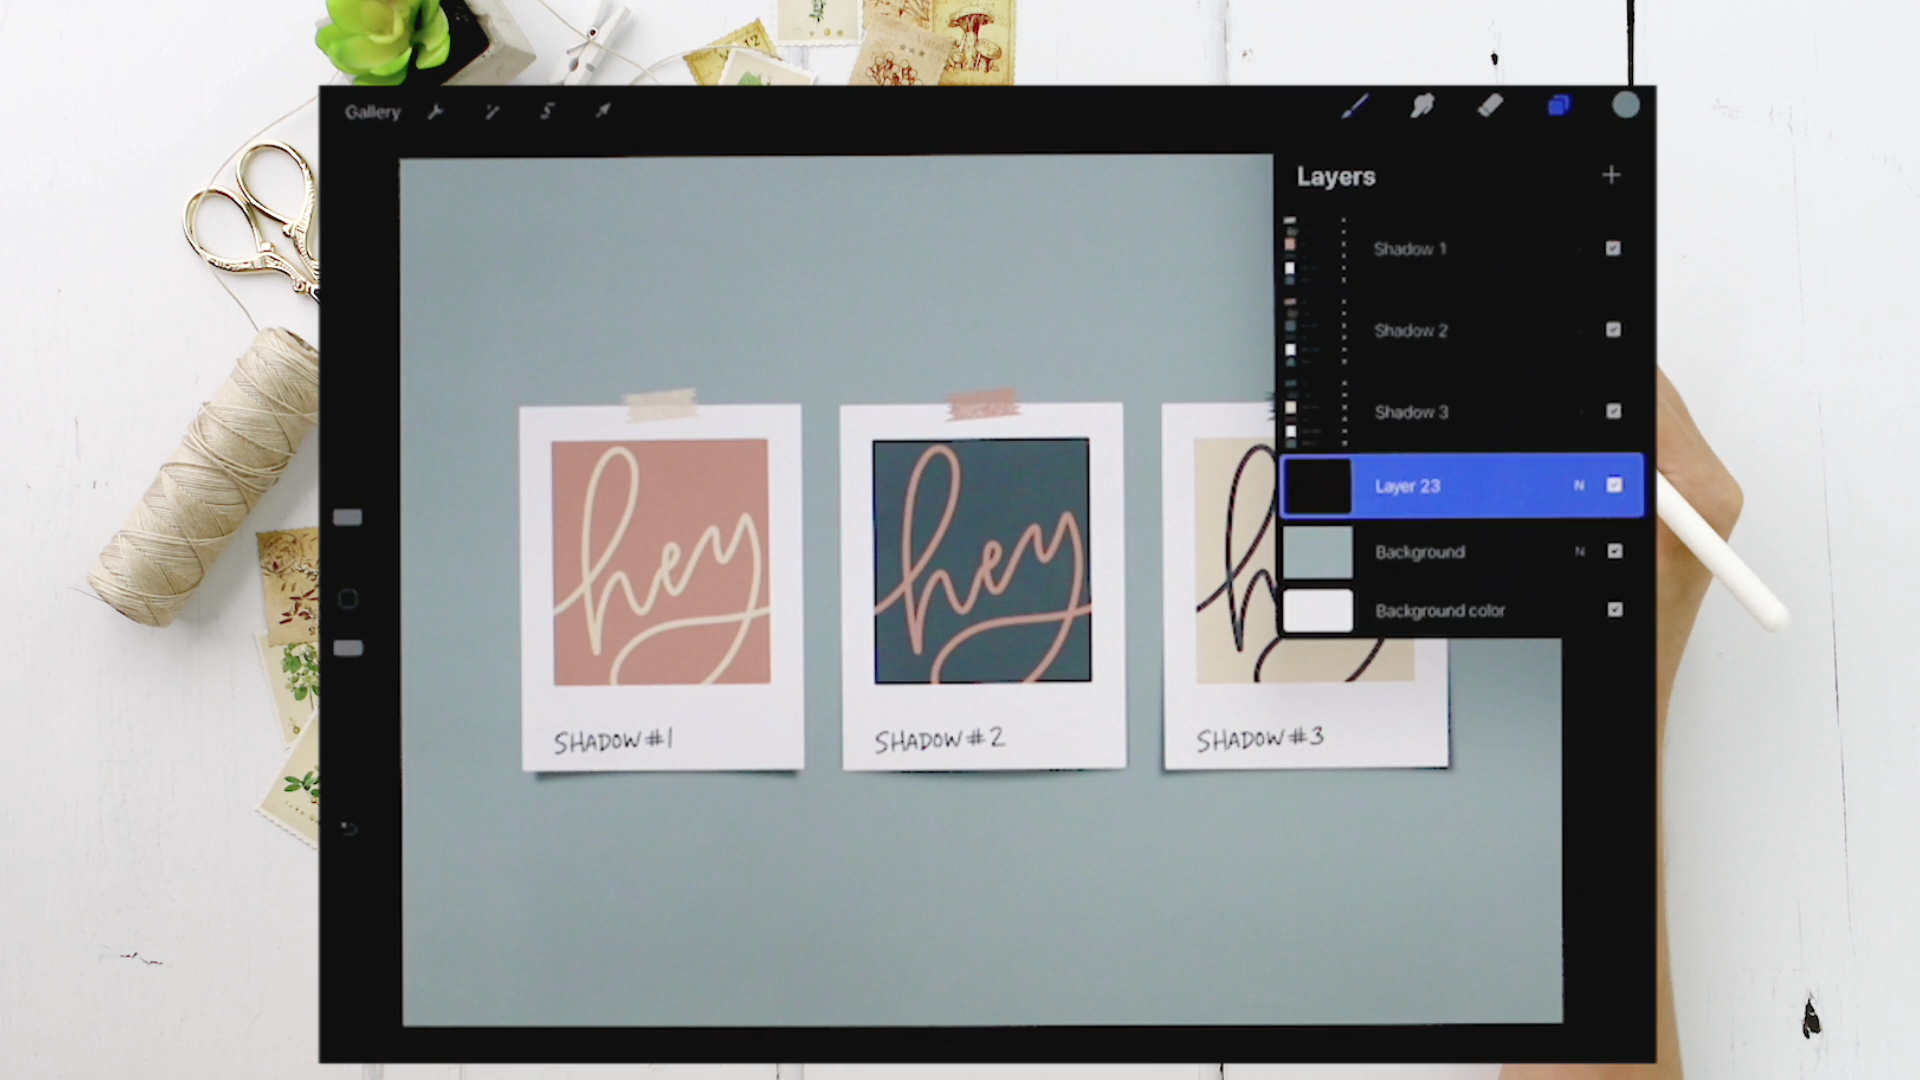 Gallery
Layers
Shadow 1
Shadow 2
Shadow 3
Layer 23 N
Background N
Background color
hey
hey
SHADOW #1
SHADOW #2
SHADOW #3